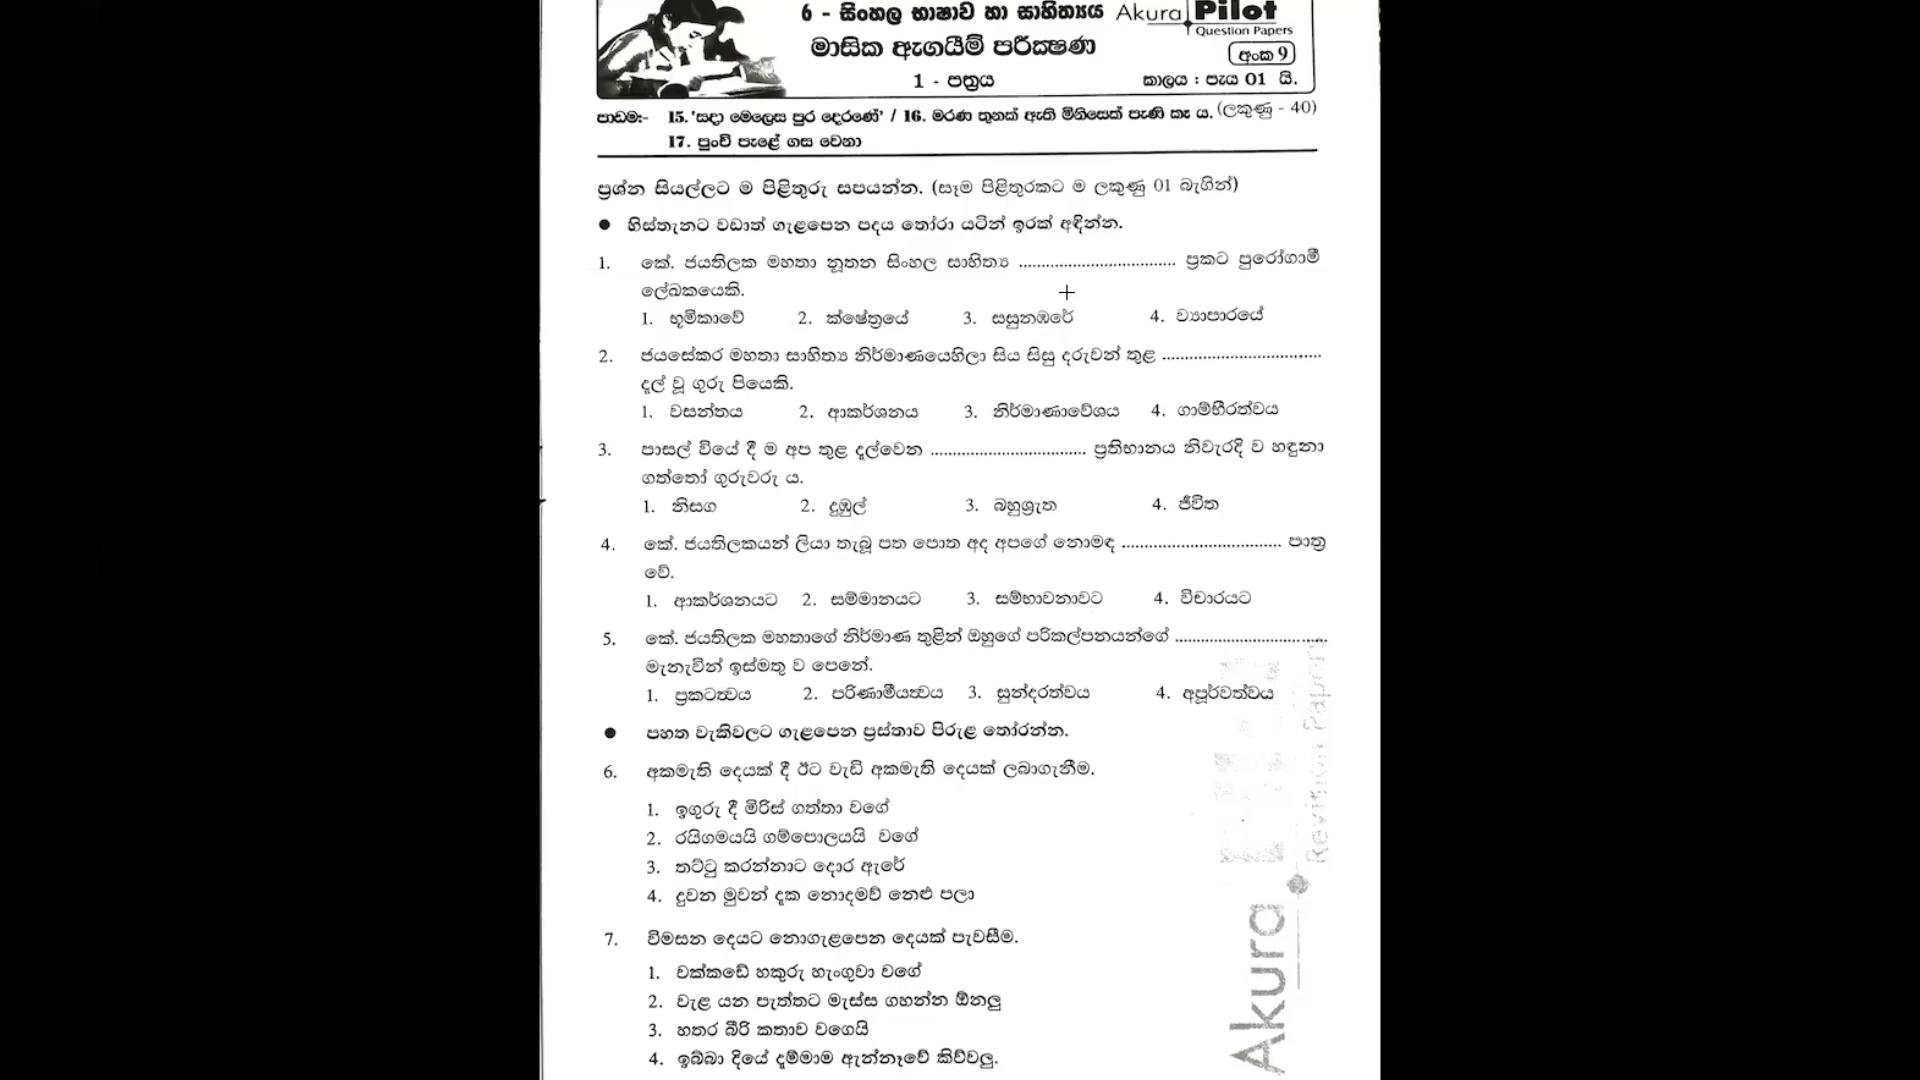 6 - සිංහල භාෂාව හා සාහිත්‍යය Akura Pilot
Question Papers
මාසික ඇගයීම් පරීක්ෂණ
අංක 9
1 - පත්‍රය කාලය : පැය 01 යි.
පාඩම:- 15. 'සඳා මෙලෙස පුර දෙරණේ' / 16. මරණ තුනක් ඇති මිනිසෙක් පැණි කෑ ය. (ලකුණු - 40)
17. පුංචි පැළේ ගස වෙනා
ප්‍රශ්න සියල්ලට ම පිළිතුරු සපයන්න. (සෑම පිළිතුරකට ම ලකුණු 01 බැගින්)
● හිස්තැනට වඩාත් ගැළපෙන පදය තෝරා යටින් ඉරක් අඳින්න.
1. කේ. ජයතිලක මහතා නූතන සිංහල සාහිත්‍ය .................................... ප්‍රකට පුරෝගාමී
ලේඛකයෙකි.
1. භූමිකාවේ 2. ක්ෂේත්‍රයේ 3. සසුනඹරේ 4. ව්‍යාපාරයේ
2. ජයසේකර මහතා සාහිත්‍ය නිර්මාණයෙහිලා සිය සිසු දරුවන් තුළ ....................................
දල් වූ ගුරු පියෙකි.
1. වසන්තය 2. ආකර්ශනය 3. නිර්මාණාවේශය 4. ගාම්භීරත්වය
3. පාසල් වියේ දී ම අප තුළ දල්වෙන .................................... ප්‍රතිභානය නිවැරදි ව හඳුනා
ගත්තෝ ගුරුවරු ය.
1. නිසග 2. දුඹුල් 3. බහුශ්‍රැත 4. ජීවිත
4. කේ. ජයතිලකයන් ලියා තැබූ පත පොත අද අපගේ නොමඳ .................................... පාත්‍ර
වේ.
1. ආකර්ශනයට 2. සම්මානයට 3. සම්භාවනාවට 4. විචාරයට
5. කේ. ජයතිලක මහතාගේ නිර්මාණ තුළින් ඔහුගේ පරිකල්පනයන්ගේ ....................................
මැනැවින් ඉස්මතු ව පෙනේ.
1. ප්‍රකටත්‍වය 2. පරිණාමීයත්‍වය 3. සුන්දරත්වය 4. අපූර්වත්වය
● පහත වැකිවලට ගැළපෙන ප්‍රස්තාව පිරුළ තෝරන්න.
6. අකමැති දෙයක් දී ඊට වැඩි අකමැති දෙයක් ලබාගැනීම.
1. ඉගුරු දී මිරිස් ගත්තා වගේ
2. රයිගමයයි ගම්පොලයයි වගේ
3. තට්ටු කරන්නාට දොර ඇරේ
4. දුවන මුවන් දැක නොදමව් නෙළූ පලා
7. විමසන දෙයට නොගැළපෙන දෙයක් පැවසීම.
1. වක්කඩේ හකුරු හැංගුවා වගේ
2. වැළ යන පැත්තට මැස්ස ගහන්න ඕනලු
3. හතර බීරි කතාව වගෙයි
4. ඉබ්බා දියේ දැම්මාම ඇන්නෑවේ කිව්වලු.
Akura
Revision Papers